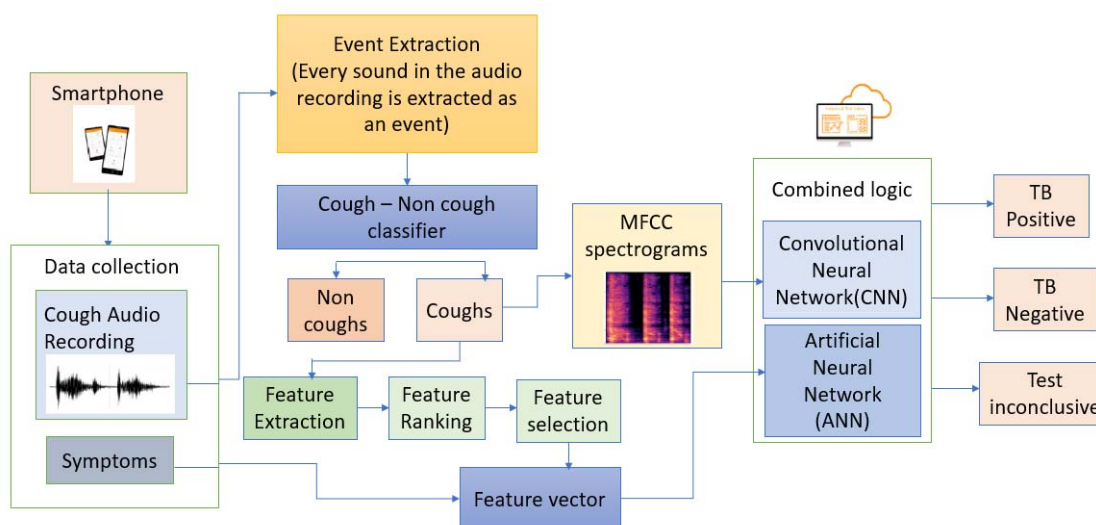 Smartphone
Data collection
Cough Audio
Recording
Symptoms
Event Extraction
(Every sound in the audio
recording is extracted as
an event)
Cough – Non cough
classifier
Non
coughs
Coughs
Feature
Extraction
Feature
Ranking
Feature
selection
Feature vector
MFCC
spectrograms
Combined logic
Convolutional
Neural
Network(CNN)
Artificial
Neural
Network
(ANN)
TB
Positive
TB
Negative
Test
inconclusive